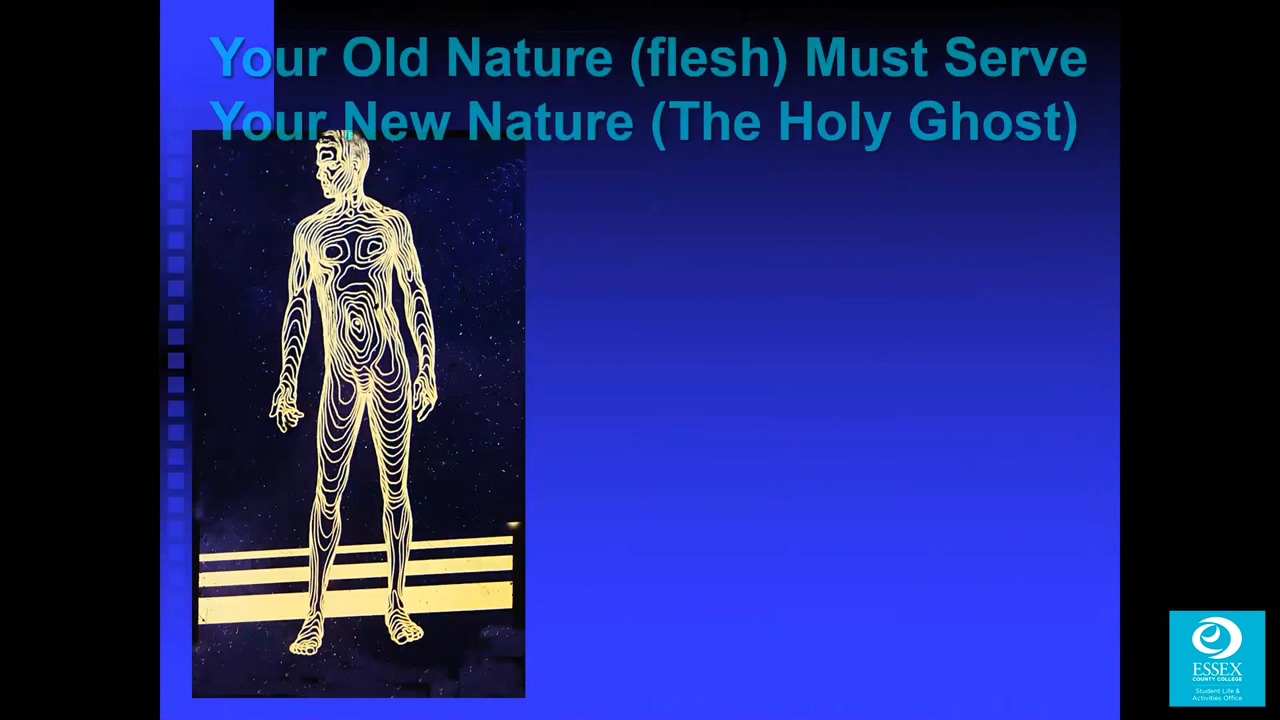 Your Old Nature (flesh) Must Serve
Your New Nature (The Holy Ghost)
ESSEX
COUNTY COLLEGE
Student Life &
Activities Office